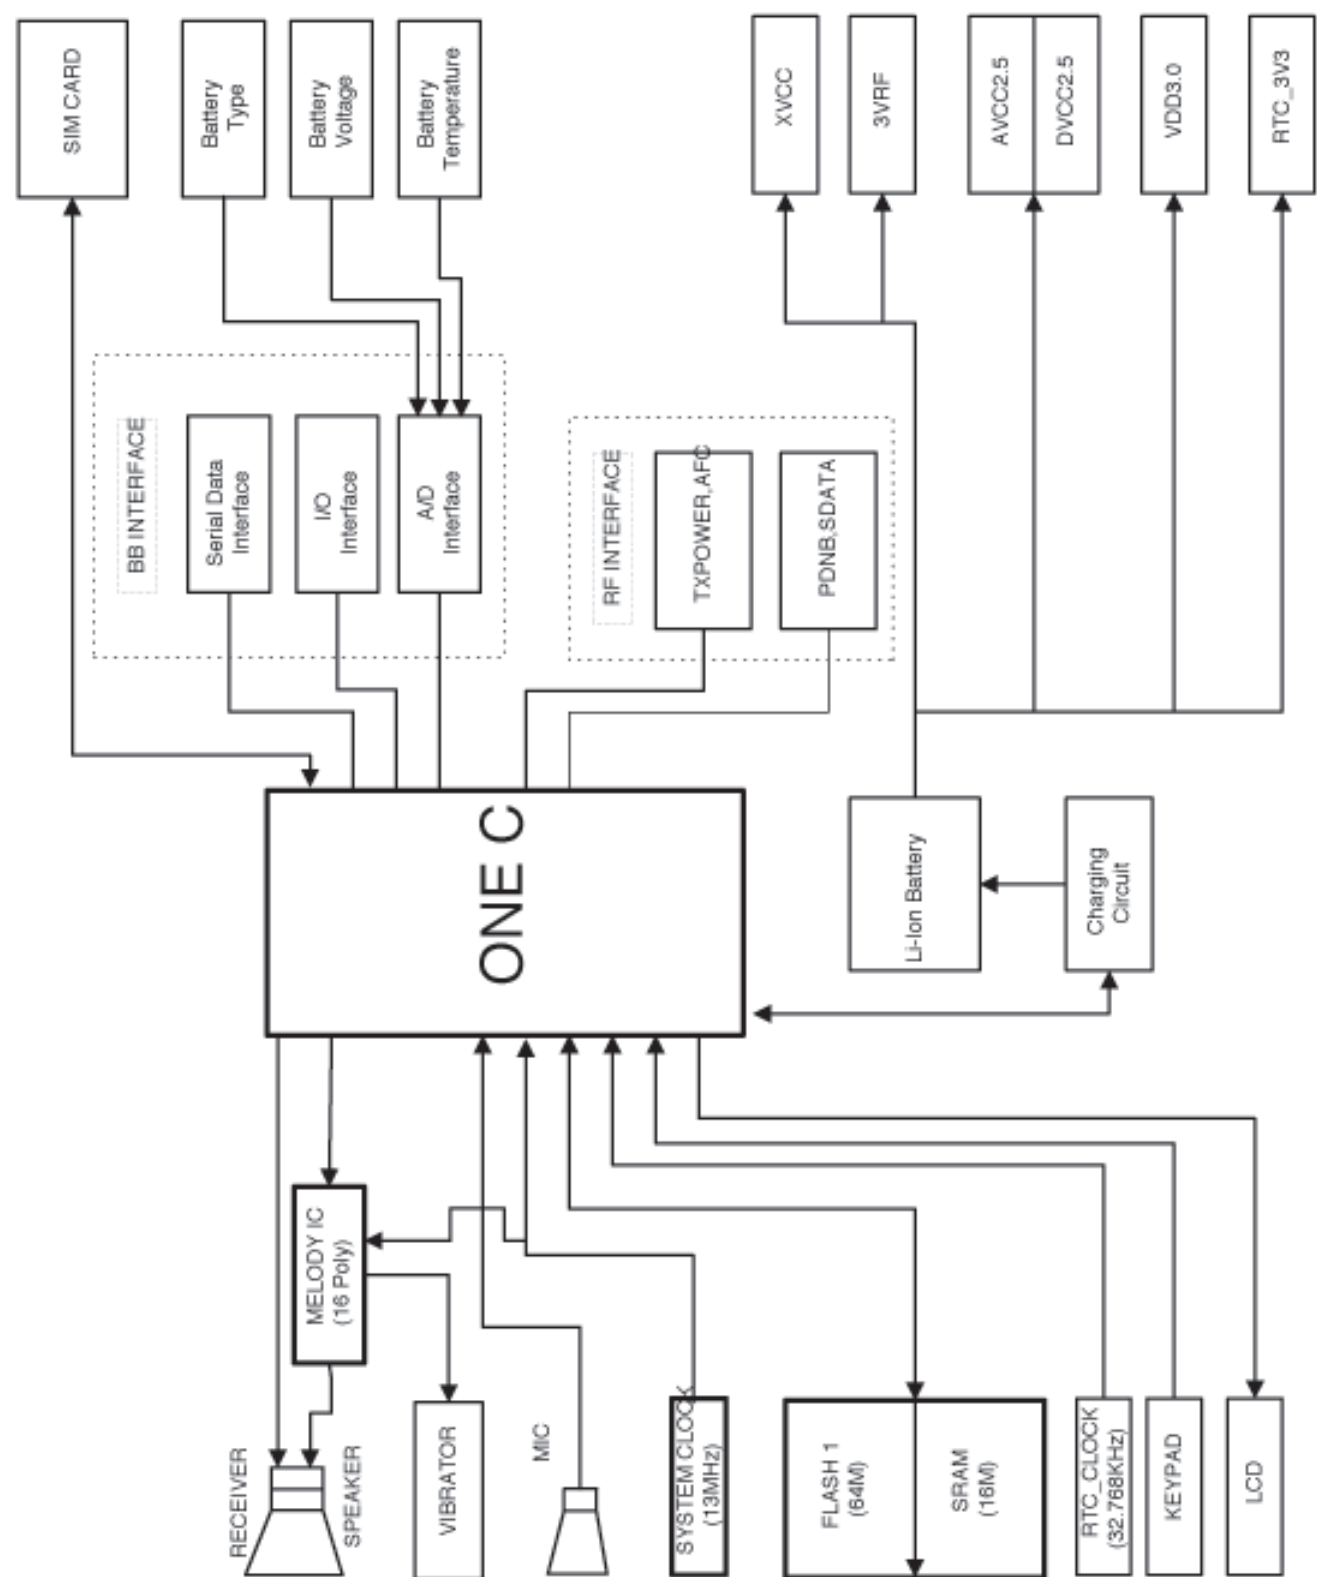 SIM CARD
Battery
Type
Battery
Voltage
Battery
Temperature
XVCC
3VRF
AVCC2.5
DVCC2.5
VDD3.0
RTC_3V3
BB INTERFACE
Serial Data
Interface
I/O
Interface
A/D
Interface
RF INTERFACE
TXPOWER,AFC
PDNB,SDATA
ONE C
Li-Ion Battery
Charging
Circuit
MELODY IC
(16 Poly)
RECEIVER
SPEAKER
VIBRATOR
MIC
SYSTEM CLOCK
(13MHz)
FLASH 1
(64M)
SRAM
(16M)
RTC_CLOCK
(32.768KHz)
KEYPAD
LCD